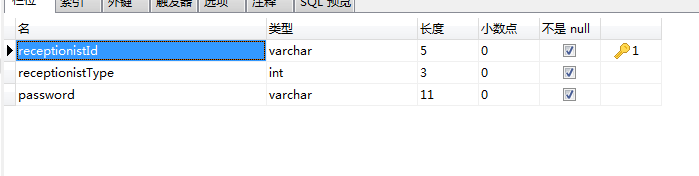 栏位 索引 外键 触发器 选项 注释 SQL 预览
名 类型 长度 小数点 不是 null
receptionistId varchar 5 0 1
receptionistType int 3 0
password varchar 11 0